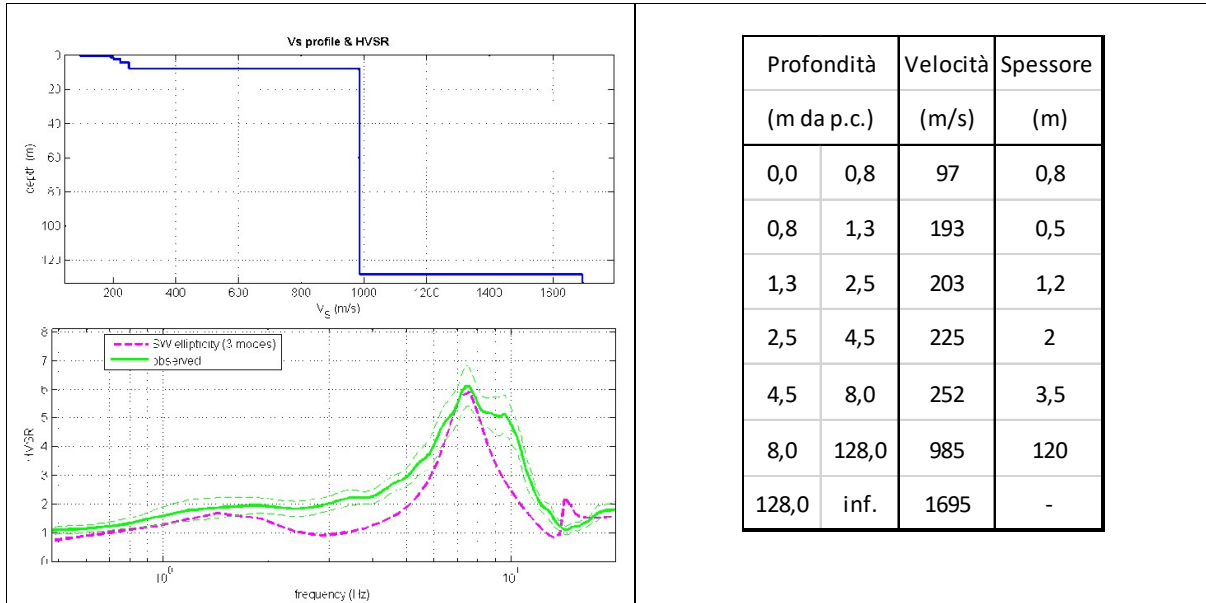 Vs profile & HVSR
0
20
40
60
80
100
120
depth (m)
200 400 600 800 1000 1200 1400 1600
V_S (m/s)
8
7
6
5
4
3
2
1
0
HVSR
SW ellipticity (3 modes)
observed
10^0 10^1
frequency (Hz)
Profondità Velocità Spessore
(m da p.c.) (m/s) (m)
0,0 0,8 97 0,8
0,8 1,3 193 0,5
1,3 2,5 203 1,2
2,5 4,5 225 2
4,5 8,0 252 3,5
8,0 128,0 985 120
128,0 inf. 1695 -